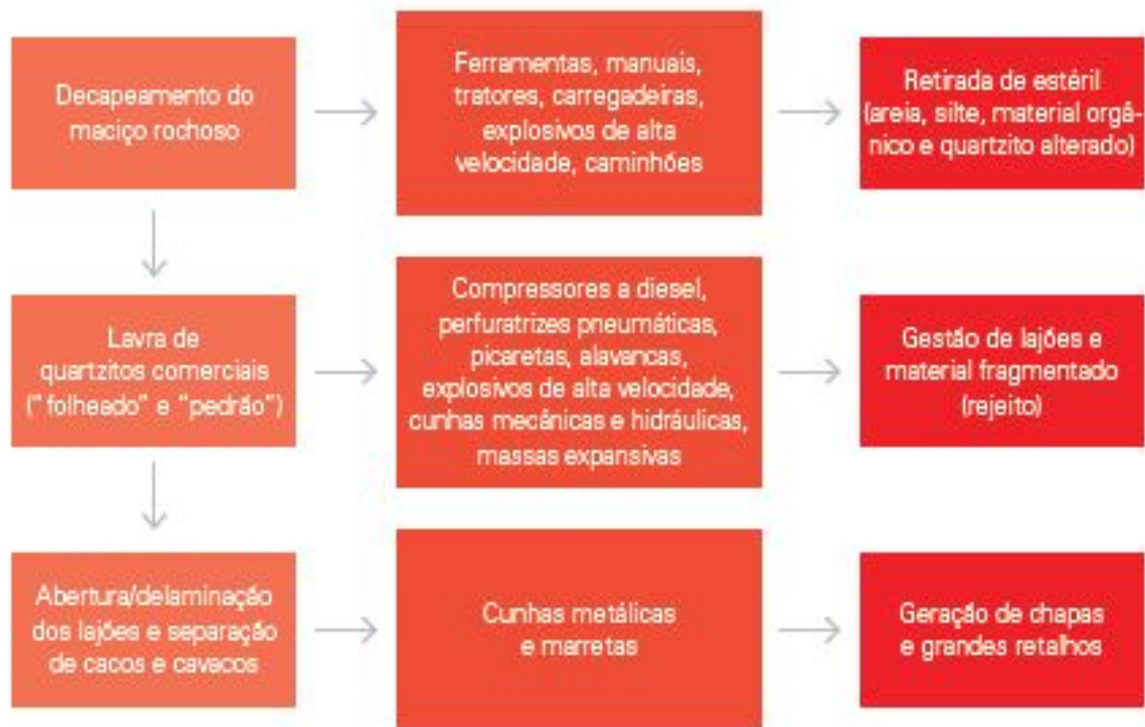 Decapeamento do
maciço rochoso
Ferramentas, manuais,
tratores, carregadeiras,
explosivos de alta
velocidade, caminhões
Retirada de estéril
(areia, silte, material orgâ-
nico e quartzito alterado)
Lavra de
quartzitos comerciais
("folheado" e "pedrão")
Compressores a diesel,
perfuratrizes pneumáticas,
picaretas, alavancas,
explosivos de alta velocidade,
cunhas mecânicas e hidráulicas,
massas expansivas
Gestão de lajões e
material fragmentado
(rejeito)
Abertura/delaminação
dos lajões e separação
de cacos e cavacos
Cunhas metálicas
e marretas
Geração de chapas
e grandes retalhos